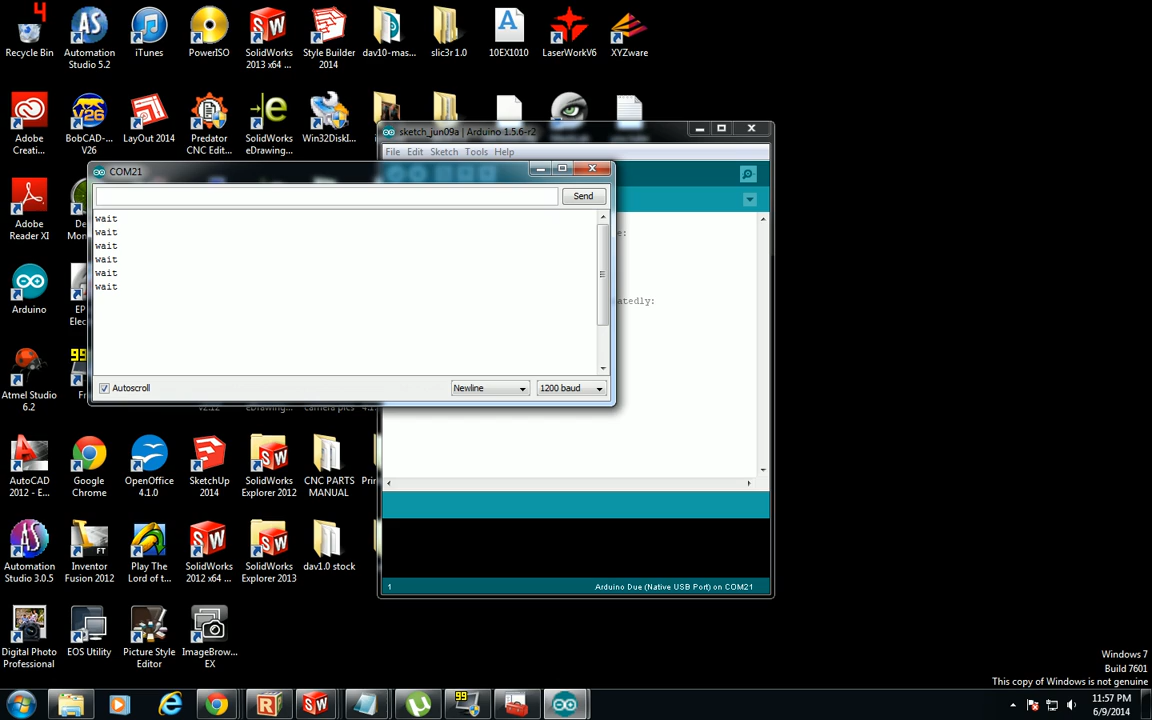 4
Recycle Bin
Automation
Studio 5.2
iTunes
PowerISO
SolidWorks
2013 x64 ...
Style Builder
2014
dav10-mas...
slic3r 1.0
10EX1010
LaserWorkV6
XYZware
Adobe
Creati...
BobCAD-...
V26
LayOut 2014
Predator
CNC Edit...
SolidWorks
eDrawing...
Win32DiskI...
sketch_jun09a | Arduino 1.5.6-r2
File Edit Sketch Tools Help
COM21
Send
wait
wait
wait
wait
wait
wait
e:
atedly:
Autoscroll
Newline
1200 baud
Adobe
Reader XI
Arduino
Atmel Studio
6.2
AutoCAD
2012 - E...
Google
Chrome
OpenOffice
4.1.0
SketchUp
2014
SolidWorks
Explorer 2012
CNC PARTS
MANUAL
Automation
Studio 3.0.5
Inventor
Fusion 2012
Play The
Lord of t...
SolidWorks
2012 x64 ...
SolidWorks
Explorer 2013
dav1.0 stock
1
Arduino Due (Native USB Port) on COM21
Digital Photo
Professional
EOS Utility
Picture Style
Editor
ImageBrow...
EX
Windows 7
Build 7601
This copy of Windows is not genuine
11:57 PM
6/9/2014